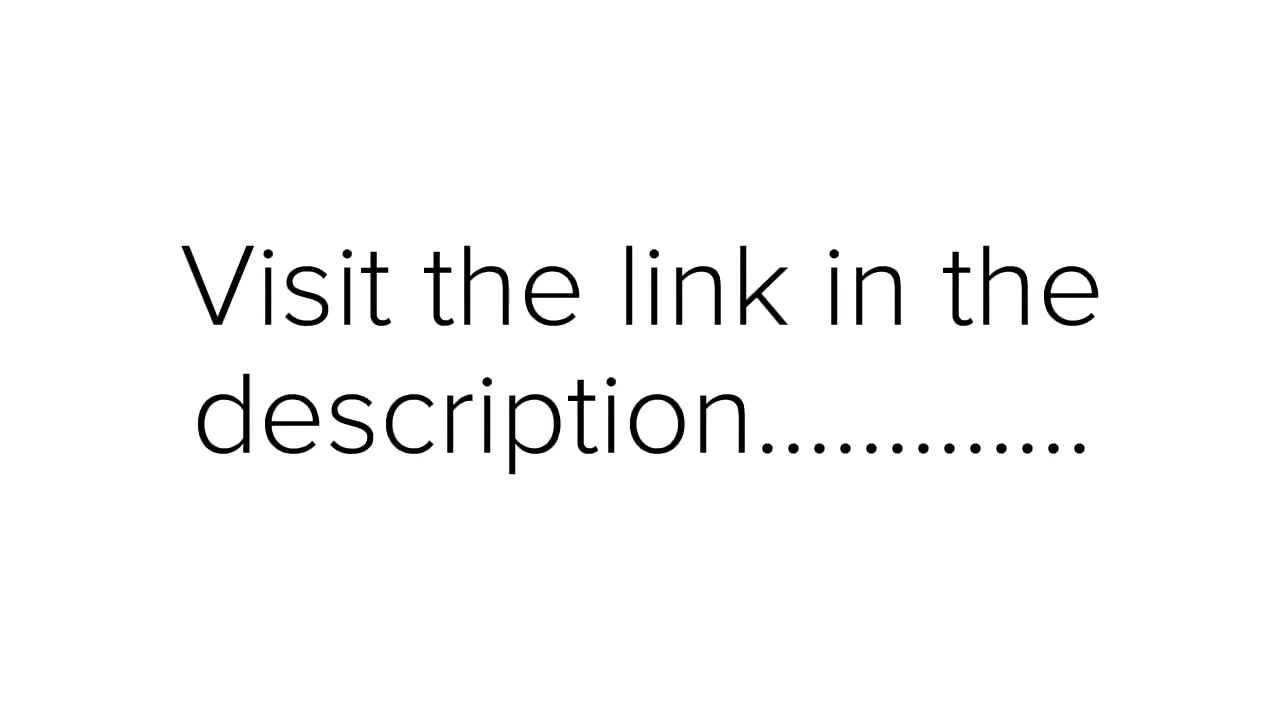 Visit the link in the
description.............